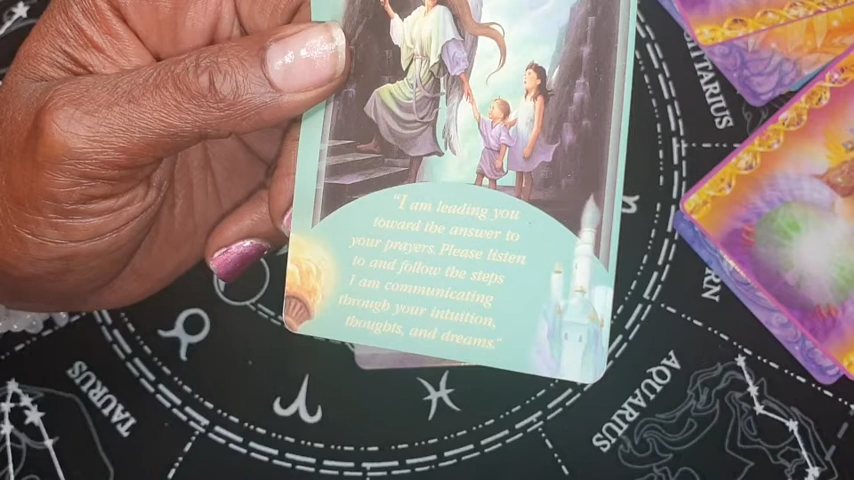 SAGITTARIUS
"I am leading you
toward the answer to
your prayers. Please listen
to and follow the steps
I am communicating
through your intuition,
thoughts, and dreams."
TAURUS
AQUARIUS